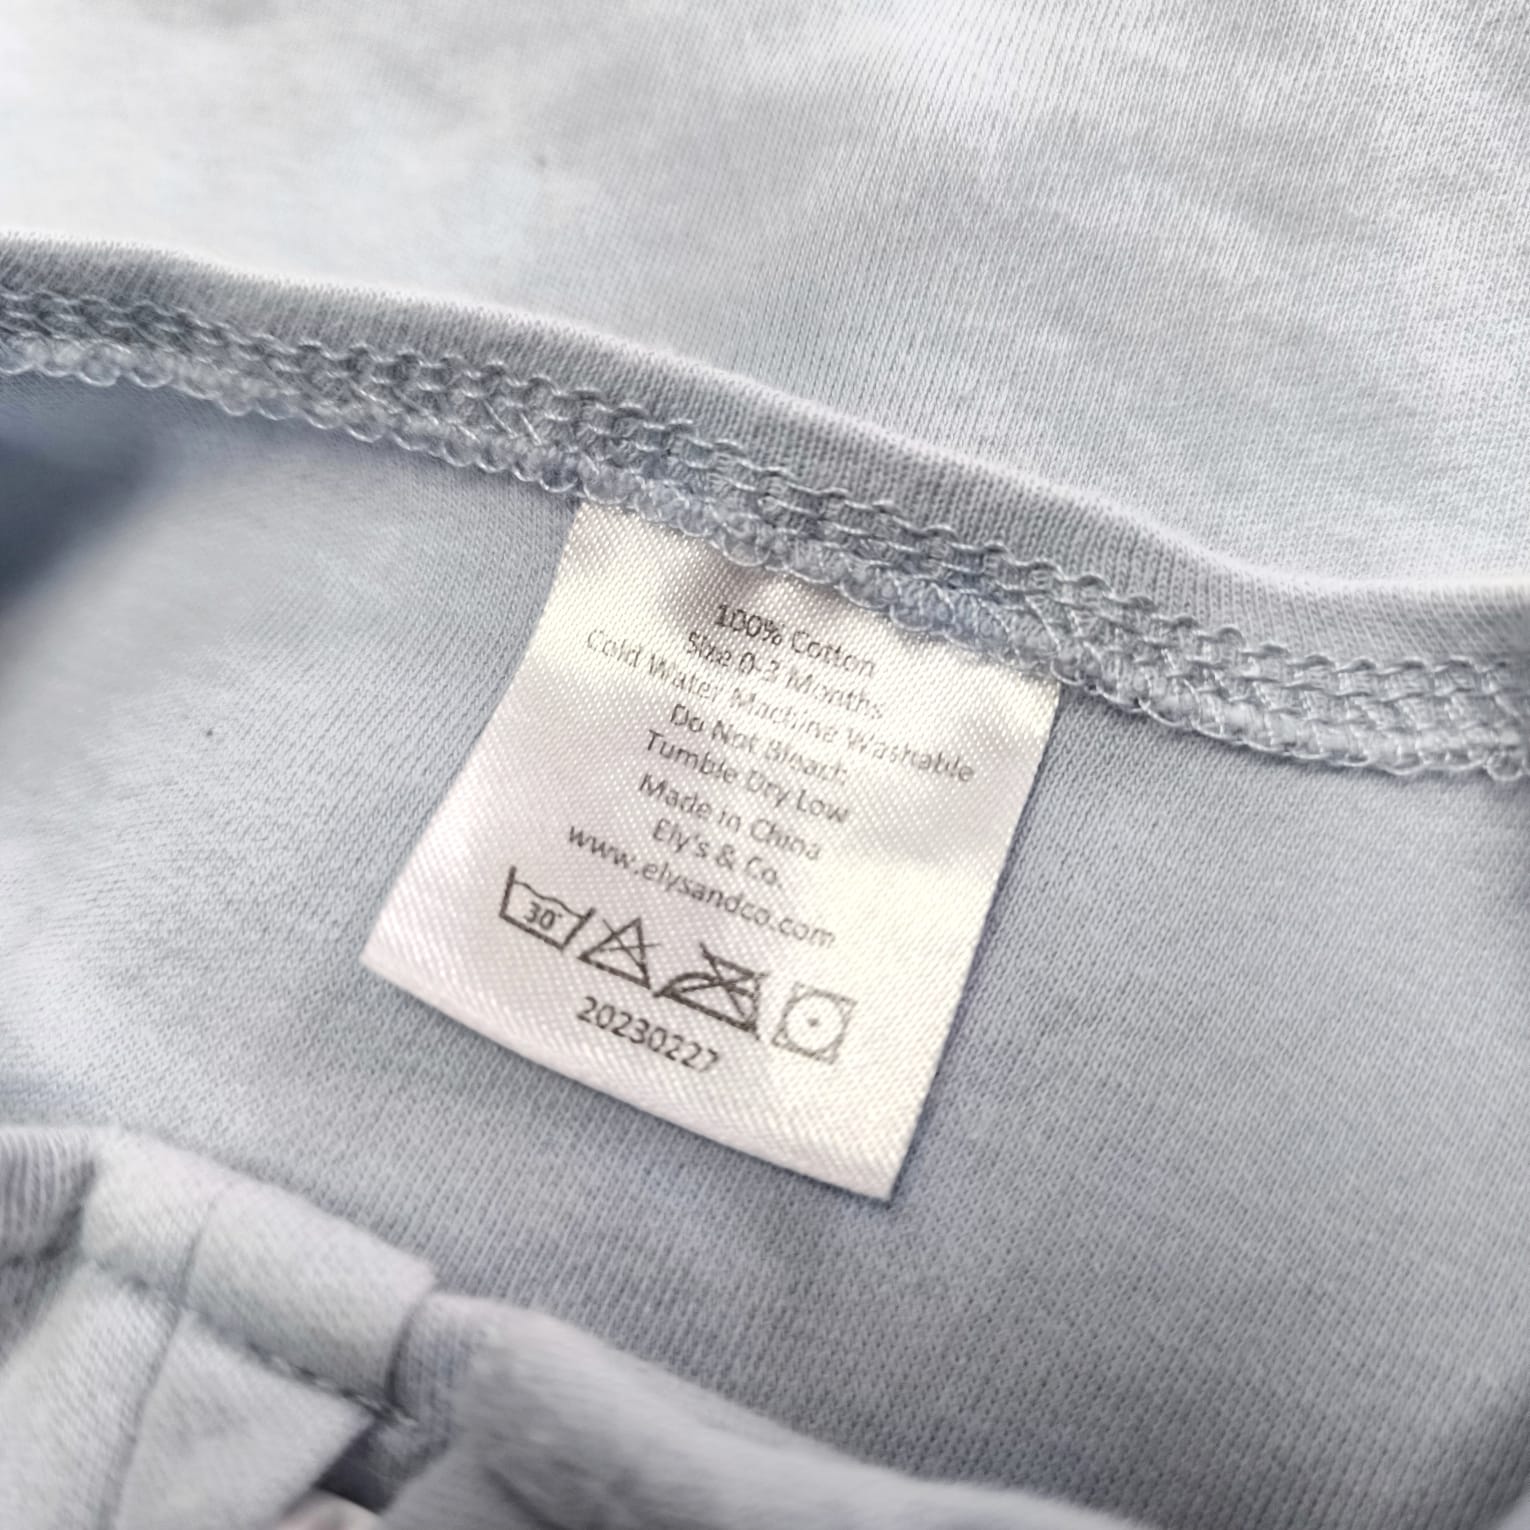 100% Cotton
Size 0-3 Months
Cold Water Machine Washable
Do Not Bleach
Tumble Dry Low
Made in China
Ely's & Co.
www.elysandco.com
30°
20230227